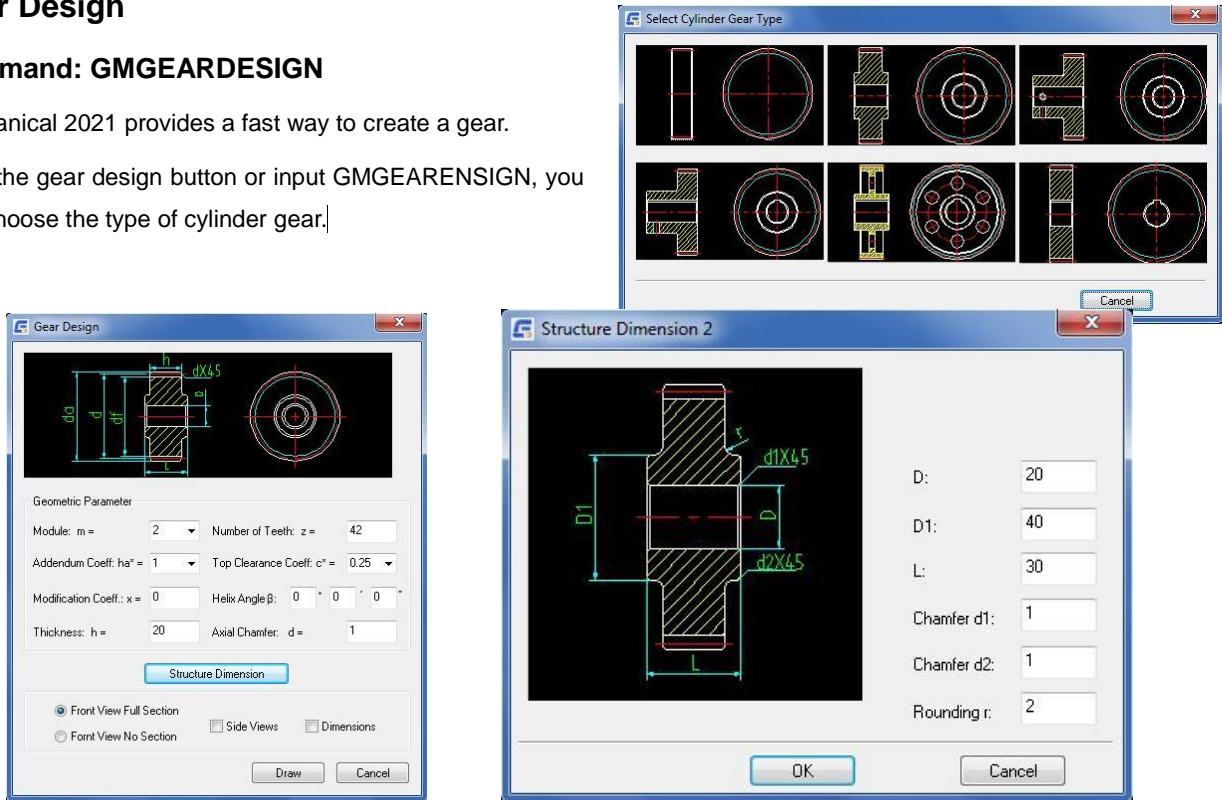 r Design
mand: GMGEARDESIGN
anical 2021 provides a fast way to create a gear.
the gear design button or input GMGEARENSIGN, you
hoose the type of cylinder gear.
Select Cylinder Gear Type
Cancel
Gear Design
h
dX45
D
da
d
df
L
Geometric Parameter
Module: m = 2 Number of Teeth: z = 42
Addendum Coeff: ha* = 1 Top Clearance Coeff: c* = 0.25
Modification Coeff.: x = 0 Helix Angle β: 0 ° 0 ′ 0 ″
Thickness: h = 20 Axial Chamfer: d = 1
Structure Dimension
Front View Full Section
Fornt View No Section
Side Views
Dimensions
Draw Cancel
Structure Dimension 2
r
d1X45
D1
D
d2X45
L
D: 20
D1: 40
L: 30
Chamfer d1: 1
Chamfer d2: 1
Rounding r: 2
OK Cancel